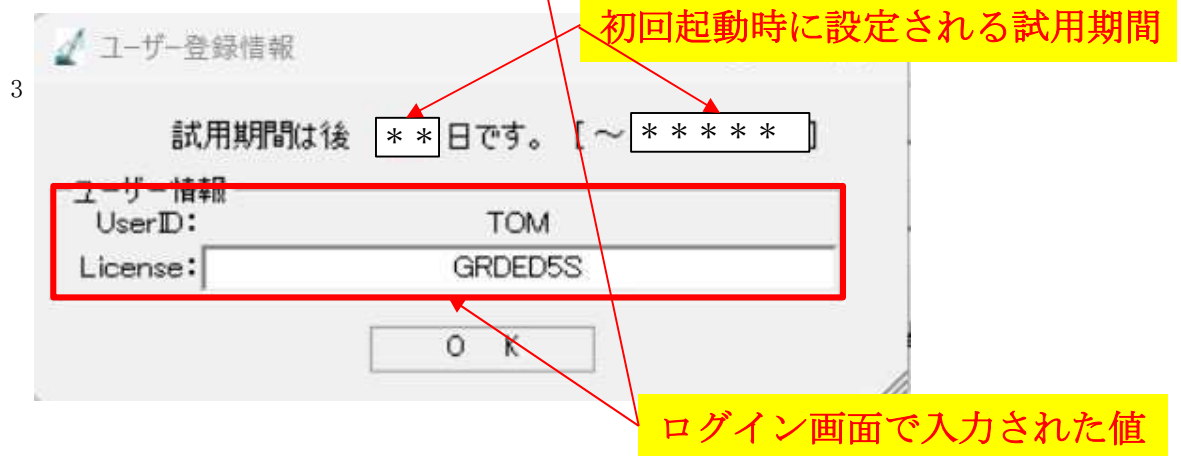 初回起動時に設定される試用期間
ユーザー登録情報
3
試用期間は後 **日です。 [～*****]
ユーザー情報
UserID: TOM
License: GRDED5S
O K
ログイン画面で入力された値